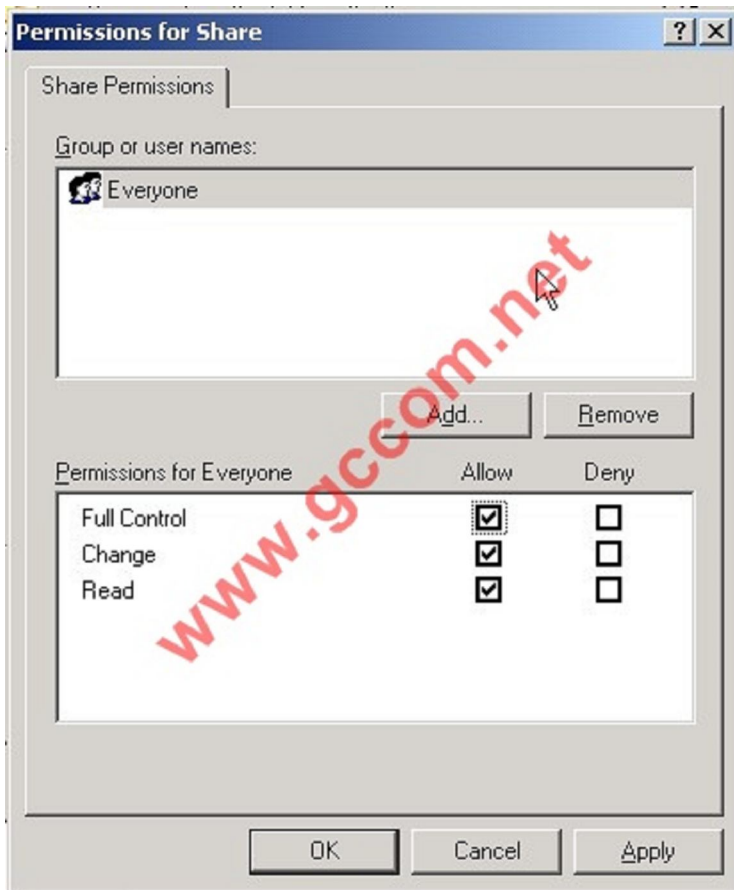 Permissions for Share
Share Permissions
Group or user names:
Everyone
Add... Remove
Permissions for Everyone Allow Deny
Full Control
Change
Read
www.gccom.net
OK Cancel Apply